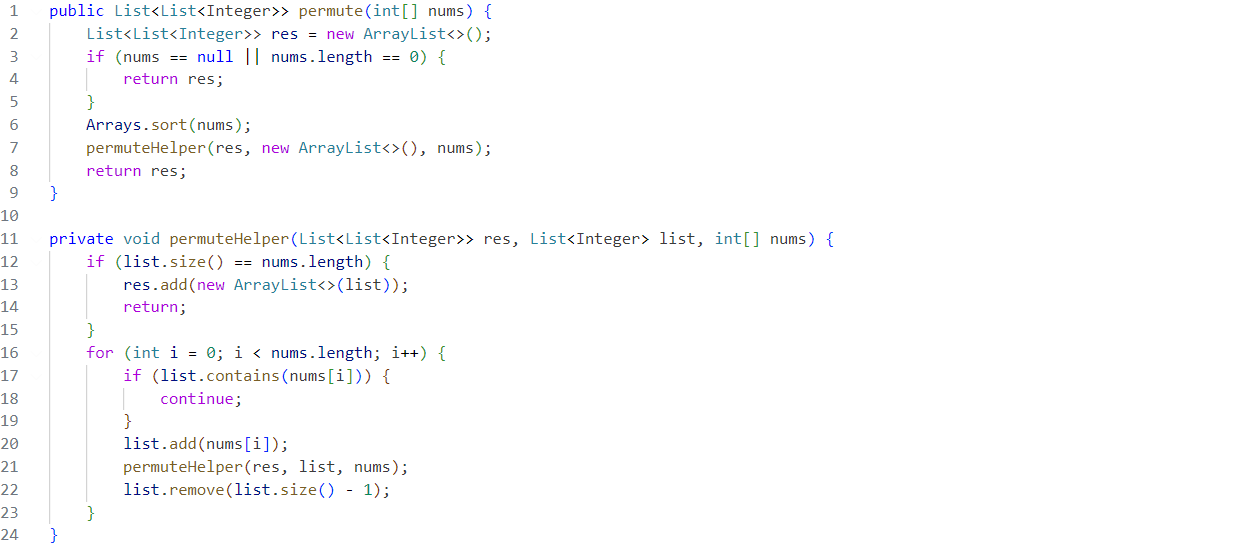 1 public List<List<Integer>> permute(int[] nums) {
2     List<List<Integer>> res = new ArrayList<>();
3     if (nums == null || nums.length == 0) {
4         return res;
5     }
6     Arrays.sort(nums);
7     permuteHelper(res, new ArrayList<>(), nums);
8     return res;
9 }
10
11 private void permuteHelper(List<List<Integer>> res, List<Integer> list, int[] nums) {
12     if (list.size() == nums.length) {
13         res.add(new ArrayList<>(list));
14         return;
15     }
16     for (int i = 0; i < nums.length; i++) {
17         if (list.contains(nums[i])) {
18             continue;
19         }
20         list.add(nums[i]);
21         permuteHelper(res, list, nums);
22         list.remove(list.size() - 1);
23     }
24 }